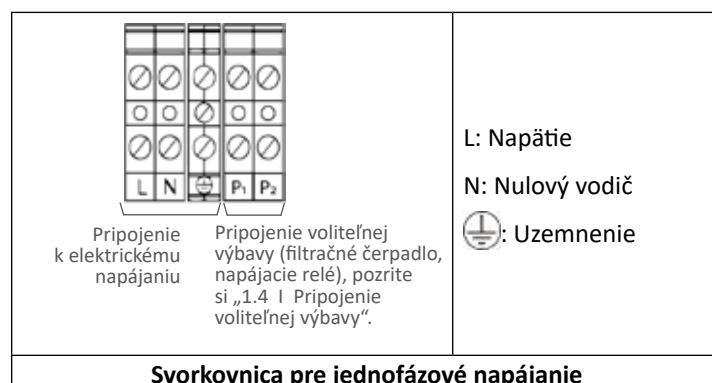 L N P₁ P₂
Pripojenie
k elektrickému
napájaniu
Pripojenie voliteľnej
výbavy (filtračné čerpadlo,
napájacie relé), pozrite
si „1.4 I Pripojenie
voliteľnej výbavy“.
L: Napätie
N: Nulový vodič
: Uzemnenie
Svorkovnica pre jednofázové napájanie